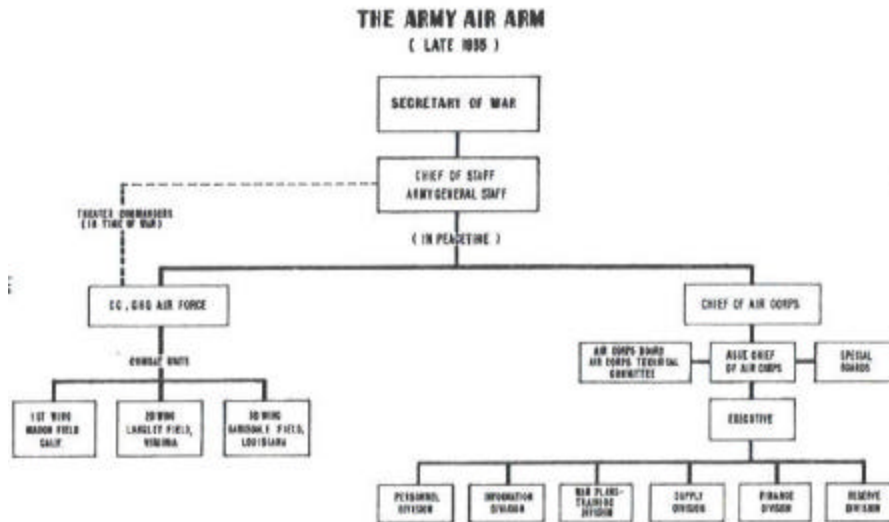 THE ARMY AIR ARM
( LATE 1935 )
SECRETARY OF WAR
CHIEF OF STAFF
ARMY GENERAL STAFF
THEATER COMMANDERS
(IN TIME OF WAR)
( IN PEACETIME )
CG, GHQ AIR FORCE
CHIEF OF AIR CORPS
COMBAT UNITS
AIR CORPS BOARD
AIR CORPS TECHNICAL
COMMITTEE
ASST CHIEF
OF AIR CORPS
SPECIAL
BOARDS
1ST WING
MARCH FIELD
CALIF.
2D WING
LANGLEY FIELD,
VIRGINIA
3D WING
BARKSDALE FIELD,
LOUISIANA
EXECUTIVE
PERSONNEL
DIVISION
INFORMATION
DIVISION
WAR PLANS-
TRAINING
DIVISION
SUPPLY
DIVISION
FINANCE
DIVISION
RESERVE
DIVISION